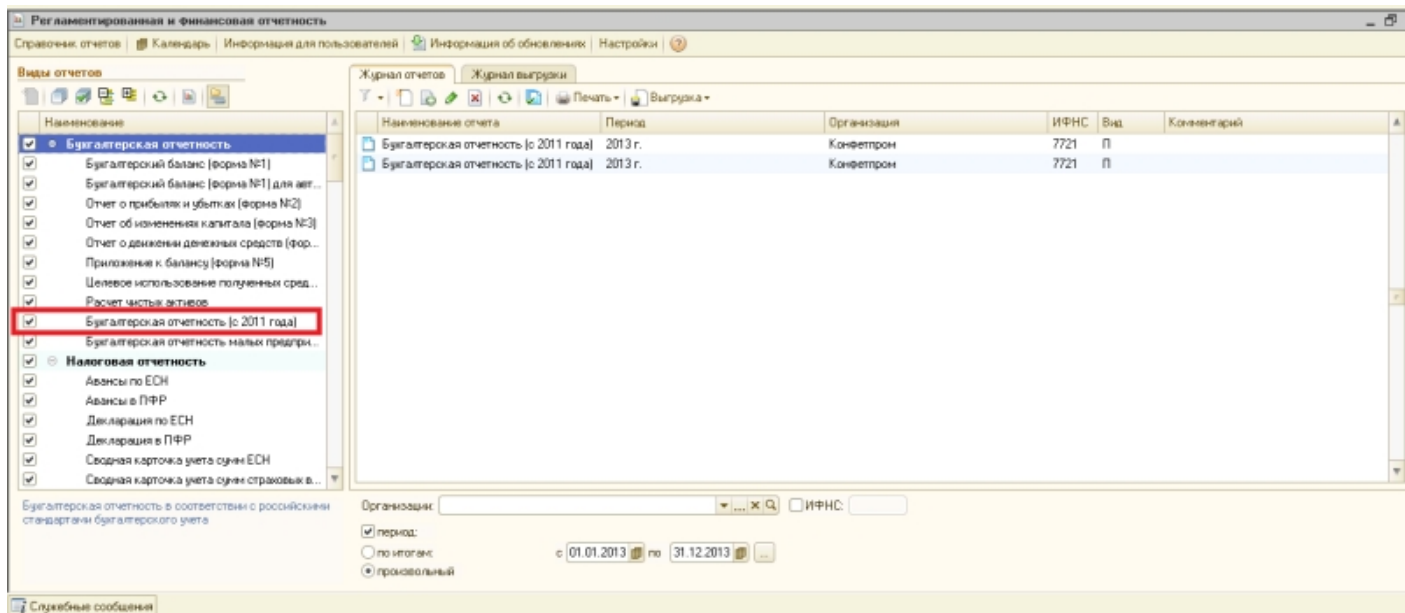 Регламентированная и финансовая отчетность
Справочник отчетов Календарь Информация для пользователей Информация об обновлениях Настройки
Виды отчетов
Наименование
Бухгалтерская отчетность
Бухгалтерский баланс (форма №1)
Бухгалтерский баланс (форма №1) для авт...
Отчет о прибылях и убытках (форма №2)
Отчет об изменениях капитала (форма №3)
Отчет о движении денежных средств (фор...
Приложение к балансу (форма №5)
Целевое использование полученных сред...
Расчет чистых активов
Бухгалтерская отчетность (с 2011 года)
Бухгалтерская отчетность малых предпри...
Налоговая отчетность
Авансы по ЕСН
Авансы в ПФР
Декларация по ЕСН
Декларация в ПФР
Сводная карточка учета сумм ЕСН
Сводная карточка учета сумм страховых в...
Бухгалтерская отчетность в соответствии с российскими
стандартами бухгалтерского учета
Журнал отчетов Журнал выгрузки
Печать Выгрузка
Наименование отчета Период Организация ИФНС Вид Комментарий
Бухгалтерская отчетность (с 2011 года) 2013 г. Конфетпром 7721 П
Бухгалтерская отчетность (с 2011 года) 2013 г. Конфетпром 7721 П
Организация: ... ИФНС:
период:
по итогам: с 01.01.2013 по 31.12.2013 ...
произвольный
Служебные сообщения